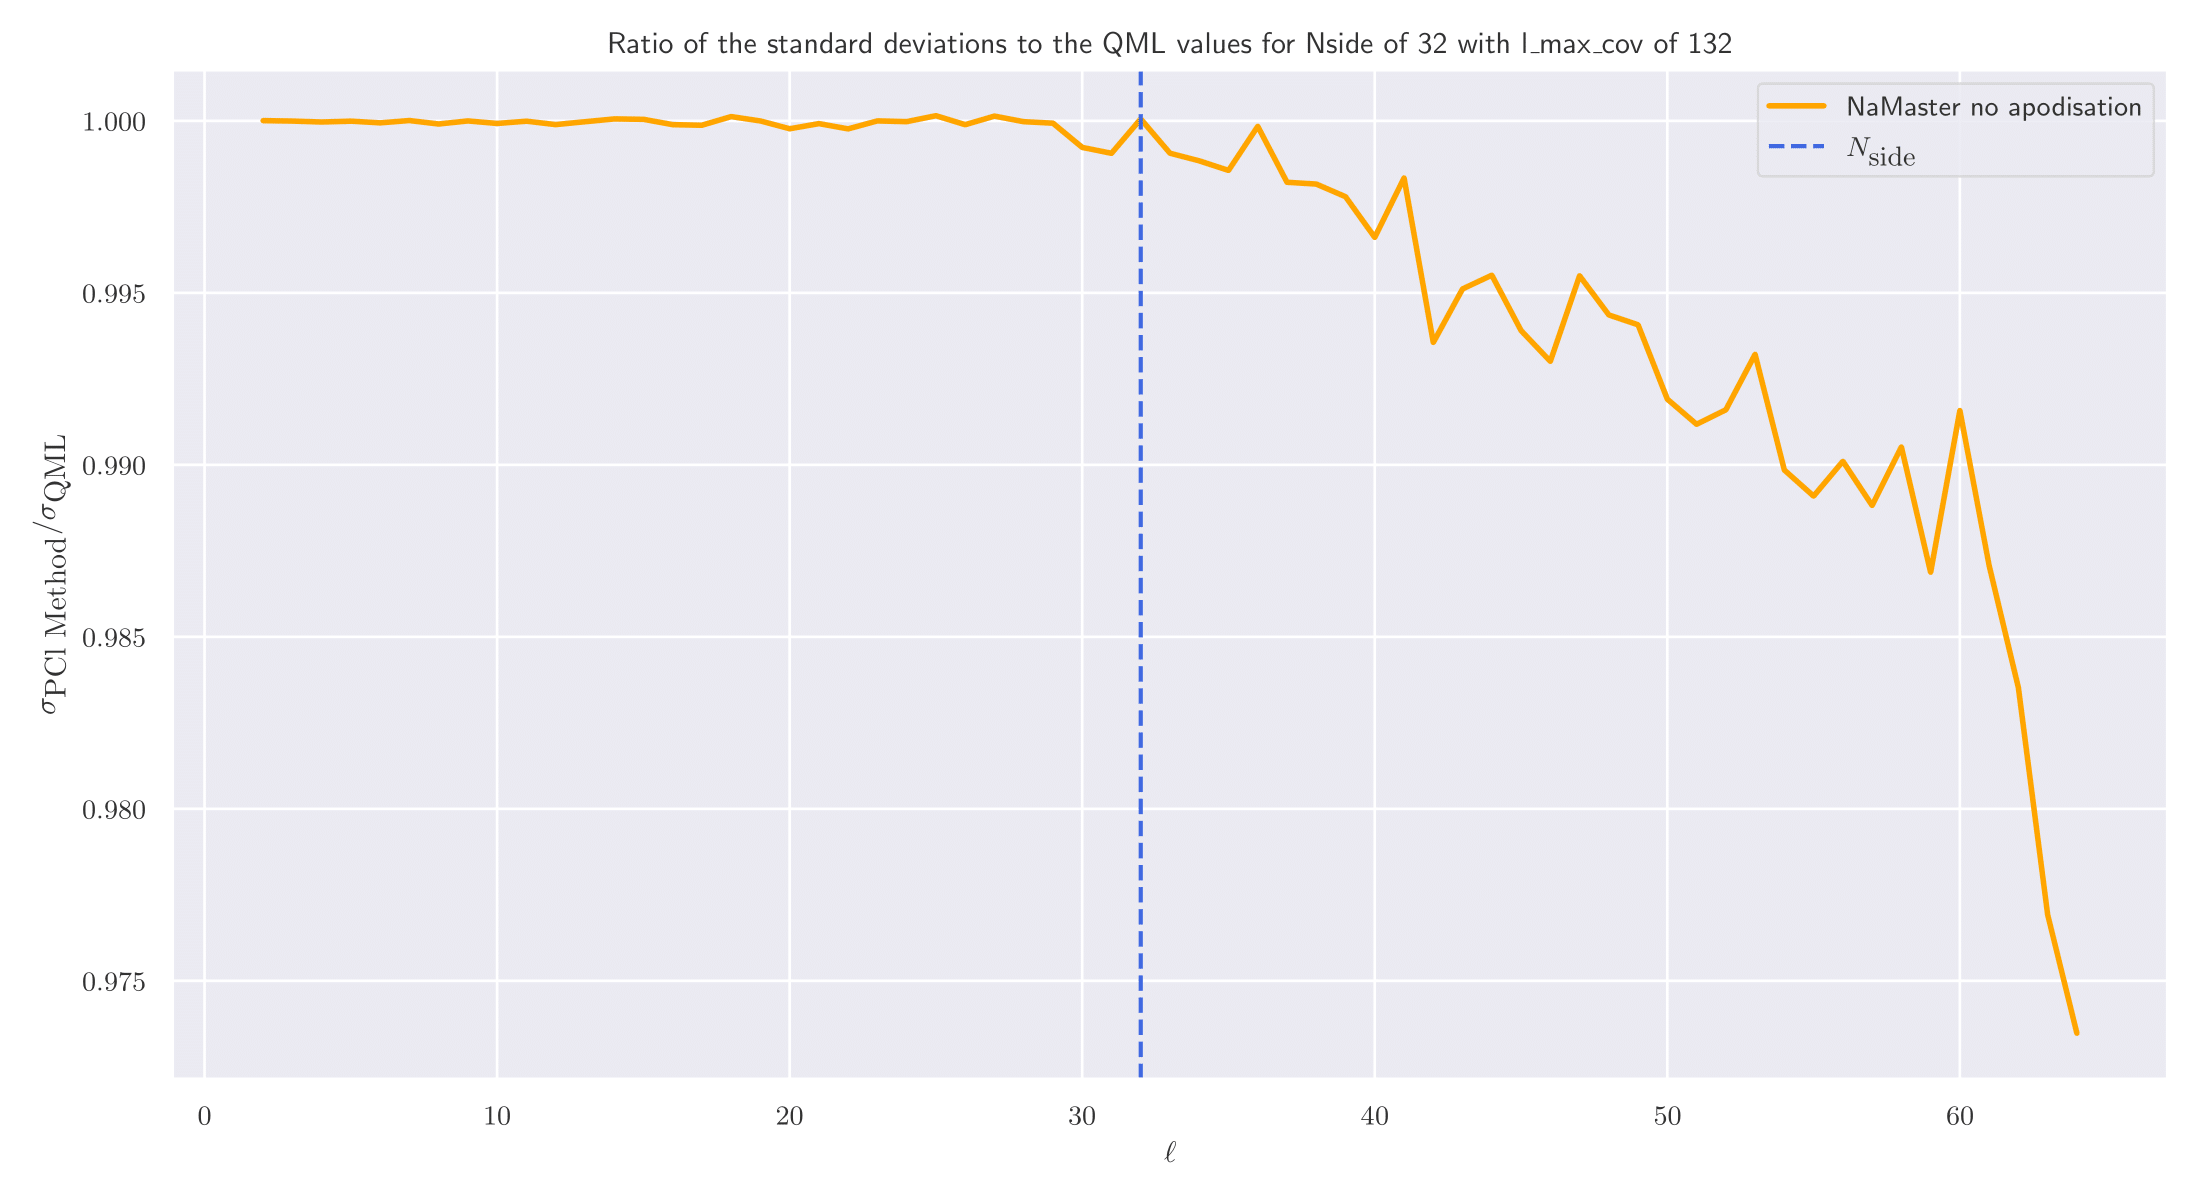 Ratio of the standard deviations to the QML values for Nside of 32 with l_max_cov of 132
NaMaster no apodisation
N_side
1.000
0.995
0.990
0.985
0.980
0.975
σPCl Method/σQML
0 10 20 30 40 50 60
ℓ